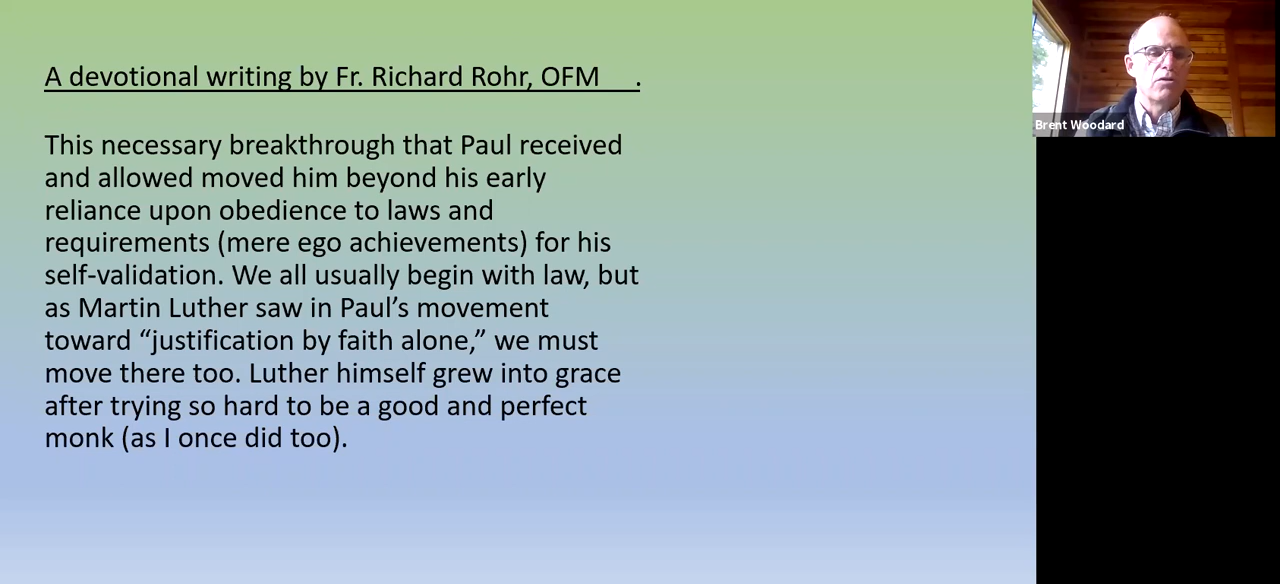 A devotional writing by Fr. Richard Rohr, OFM .
This necessary breakthrough that Paul received
and allowed moved him beyond his early
reliance upon obedience to laws and
requirements (mere ego achievements) for his
self-validation. We all usually begin with law, but
as Martin Luther saw in Paul’s movement
toward “justification by faith alone,” we must
move there too. Luther himself grew into grace
after trying so hard to be a good and perfect
monk (as I once did too).
Brent Woodard